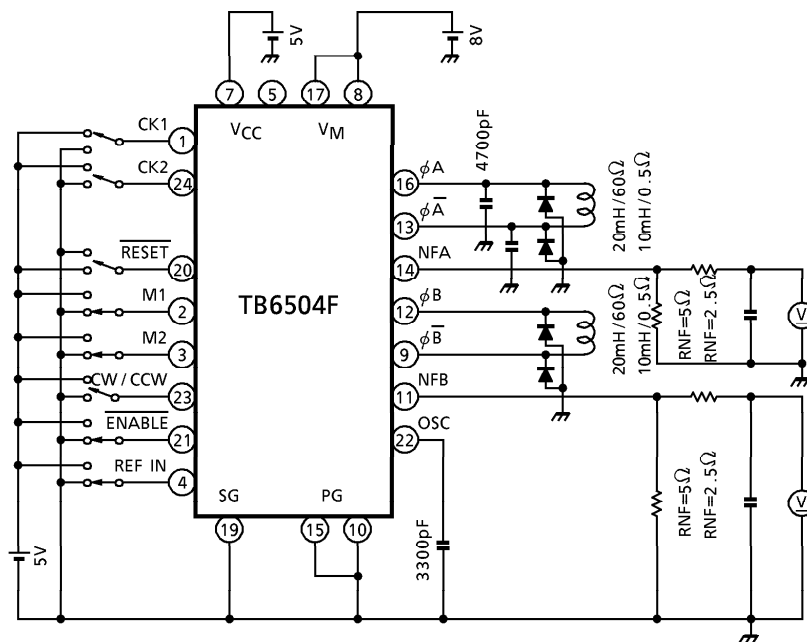 5V
8V
7
5
17
8
VCC
VM
CK1
1
CK2
24
RESET
20
M1
2
M2
3
CW / CCW
23
ENABLE
21
REF IN
4
TB6504F
16
ϕA
13
ϕA
14
NFA
12
ϕB
9
ϕB
11
NFB
22
OSC
4700pF
20mH/60Ω
10mH/0.5Ω
20mH/60Ω
10mH/0.5Ω
RNF=5Ω
RNF=2.5Ω
V
RNF=5Ω
RNF=2.5Ω
V
SG
PG
19
15
10
3300pF
5V